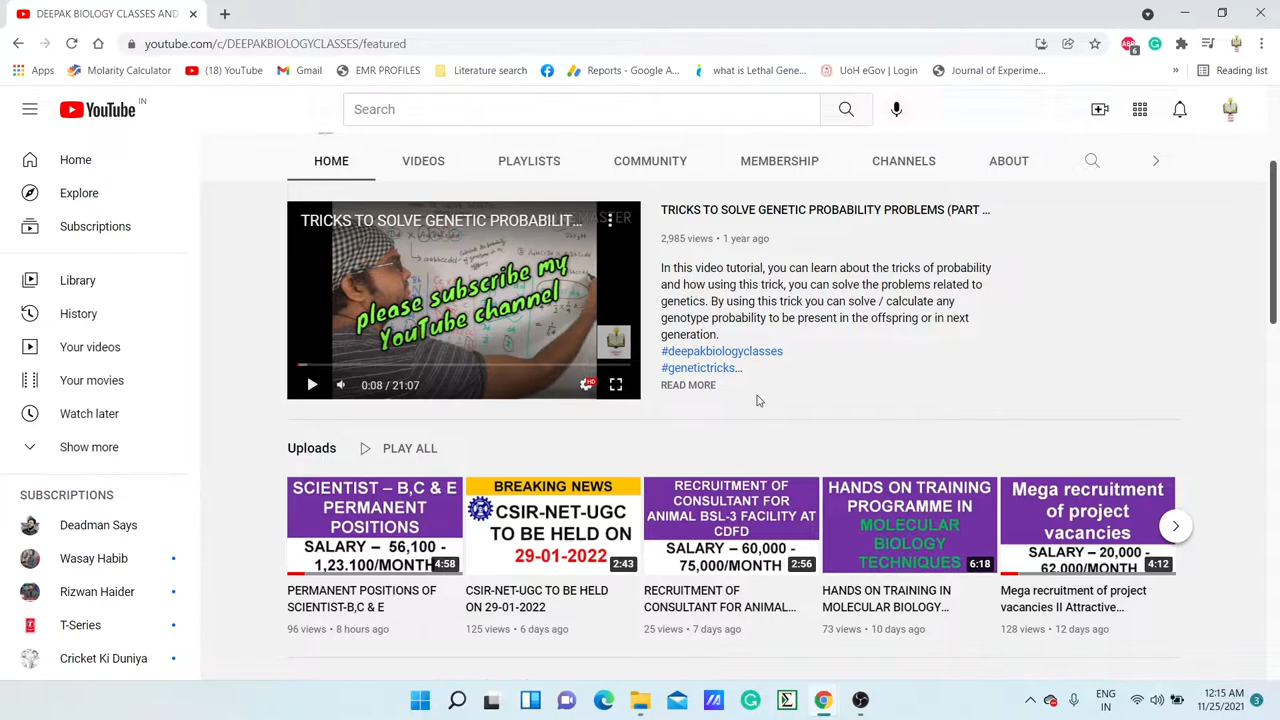 DEEPAK BIOLOGY CLASSES AND
youtube.com/c/DEEPAKBIOLOGYCLASSES/featured
6
Apps
Molarity Calculator
(18) YouTube
Gmail
EMR PROFILES
Literature search
Reports - Google A...
what is Lethal Gene...
UoH eGov | Login
Journal of Experime...
»
Reading list
YouTube IN
Search
Home
Explore
Subscriptions
Library
History
Your videos
Your movies
Watch later
Show more
SUBSCRIPTIONS
Deadman Says
Wasay Habib
Rizwan Haider
T-Series
Cricket Ki Duniya
HOME
VIDEOS
PLAYLISTS
COMMUNITY
MEMBERSHIP
CHANNELS
ABOUT
TRICKS TO SOLVE GENETIC PROBABILIT...
please subscribe my
YouTube channel
0:08 / 21:07
HD
TRICKS TO SOLVE GENETIC PROBABILITY PROBLEMS (PART ...
2,985 views • 1 year ago
In this video tutorial, you can learn about the tricks of probability
and how using this trick, you can solve the problems related to
genetics. By using this trick you can solve / calculate any
genotype probability to be present in the offspring or in next
generation.
#deepakbiologyclasses
#genetictricks...
READ MORE
Uploads
PLAY ALL
SCIENTIST – B,C & E
PERMANENT
POSITIONS
SALARY – 56,100 -
1,23.100/MONTH
4:58
PERMANENT POSITIONS OF
SCIENTIST-B,C & E
96 views • 8 hours ago
BREAKING NEWS
CSIR-NET-UGC
TO BE HELD ON
29-01-2022
2:43
CSIR-NET-UGC TO BE HELD
ON 29-01-2022
125 views • 6 days ago
RECRUITMENT OF
CONSULTANT FOR
ANIMAL BSL-3 FACILITY AT
CDFD
SALARY – 60,000 -
75,000/MONTH
2:56
RECRUITMENT OF
CONSULTANT FOR ANIMAL...
25 views • 7 days ago
HANDS ON TRAINING
PROGRAMME IN
MOLECULAR
BIOLOGY
TECHNIQUES
6:18
HANDS ON TRAINING IN
MOLECULAR BIOLOGY...
73 views • 10 days ago
Mega recruitment
of project
vacancies
SALARY – 20,000 -
62,000/MONTH
4:12
Mega recruitment of project
vacancies II Attractive...
128 views • 12 days ago
ENG
IN
12:15 AM
11/25/2021
3